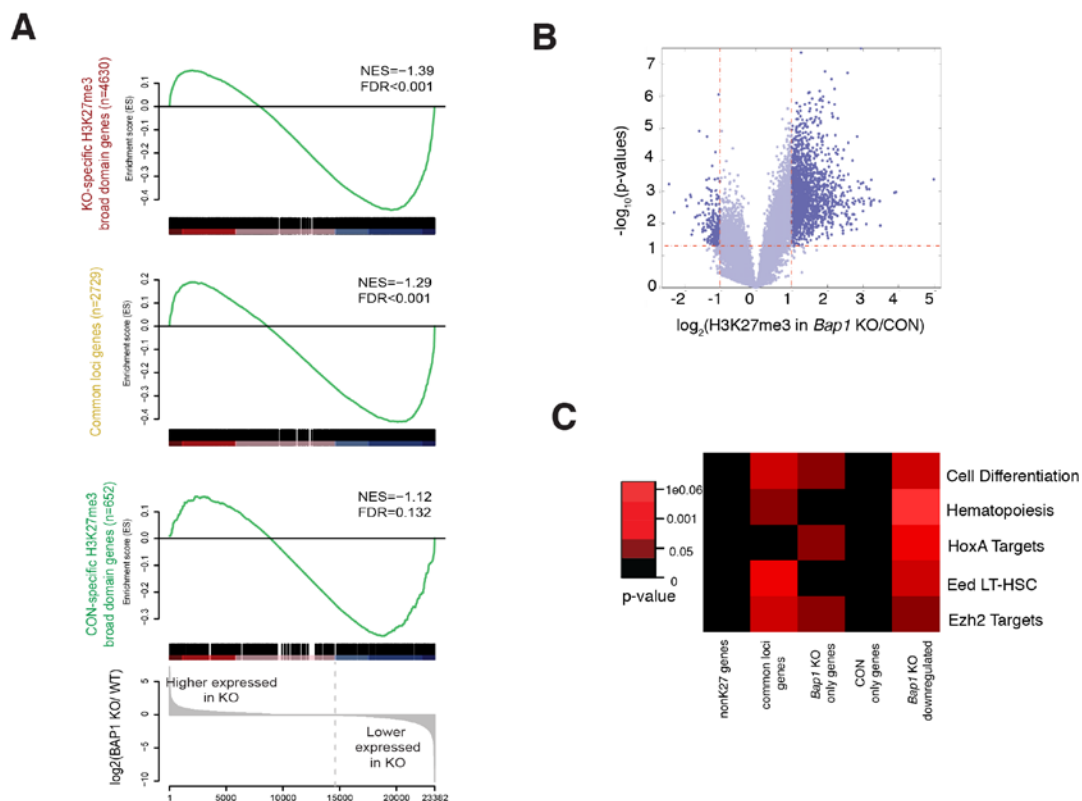 A
KO-specific H3K27me3
broad domain genes (n=4630)
Enrichment score (ES)
0.1
0.0
-0.1
-0.2
-0.3
-0.4
NES=−1.39
FDR<0.001
Common loci genes (n=2729)
Enrichment score (ES)
0.2
0.1
0.0
-0.1
-0.2
-0.3
-0.4
NES=−1.29
FDR<0.001
CON-specific H3K27me3
broad domain genes (n=652)
Enrichment score (ES)
0.1
0.0
-0.1
-0.2
-0.3
NES=−1.12
FDR=0.132
log2(BAP1 KO/ WT)
5
0
-5
-10
Higher expressed
in KO
Lower
expressed
in KO
1 5000 10000 15000 20000 23382
B
-log10(p-values)
7
6
5
4
3
2
1
0
-2 -1 0 1 2 3 4 5
log2(H3K27me3 in Bap1 KO/CON)
C
1e0.06
0.001
0.05
0
p-value
Cell Differentiation
Hematopoiesis
HoxA Targets
Eed LT-HSC
Ezh2 Targets
nonK27 genes
common loci
genes
Bap1 KO
only genes
CON
only genes
Bap1 KO
downregulated